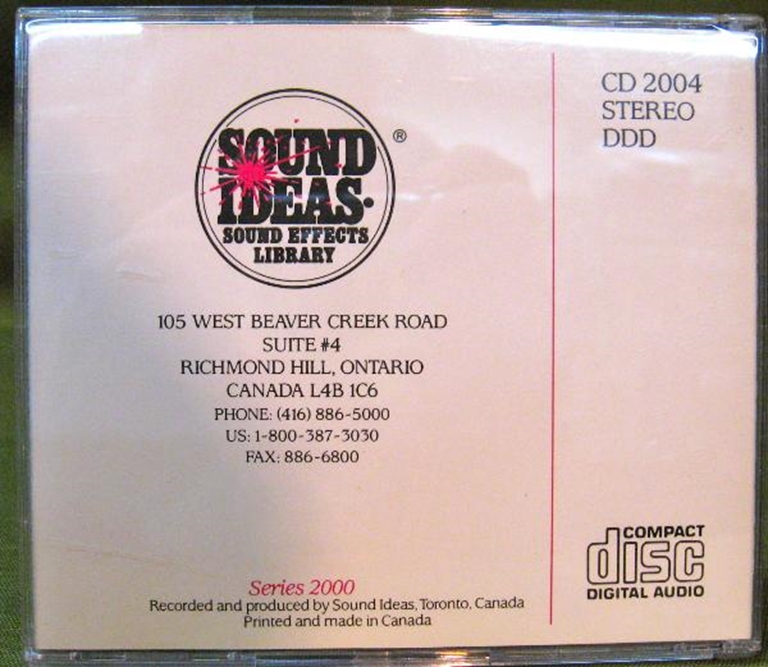 SOUND
IDEAS·
SOUND EFFECTS
LIBRARY
®
105 WEST BEAVER CREEK ROAD
SUITE #4
RICHMOND HILL, ONTARIO
CANADA L4B 1C6
PHONE: (416) 886-5000
US: 1-800-387-3030
FAX: 886-6800
Series 2000
Recorded and produced by Sound Ideas, Toronto, Canada
Printed and made in Canada
CD 2004
STEREO
DDD
COMPACT
disc
DIGITAL AUDIO